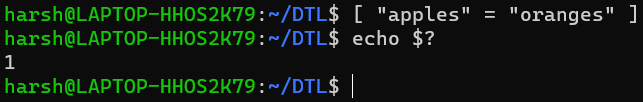 harsh@LAPTOP-HHOS2K79:~/DTL$ [ "apples" = "oranges" ]
harsh@LAPTOP-HHOS2K79:~/DTL$ echo $?
1
harsh@LAPTOP-HHOS2K79:~/DTL$